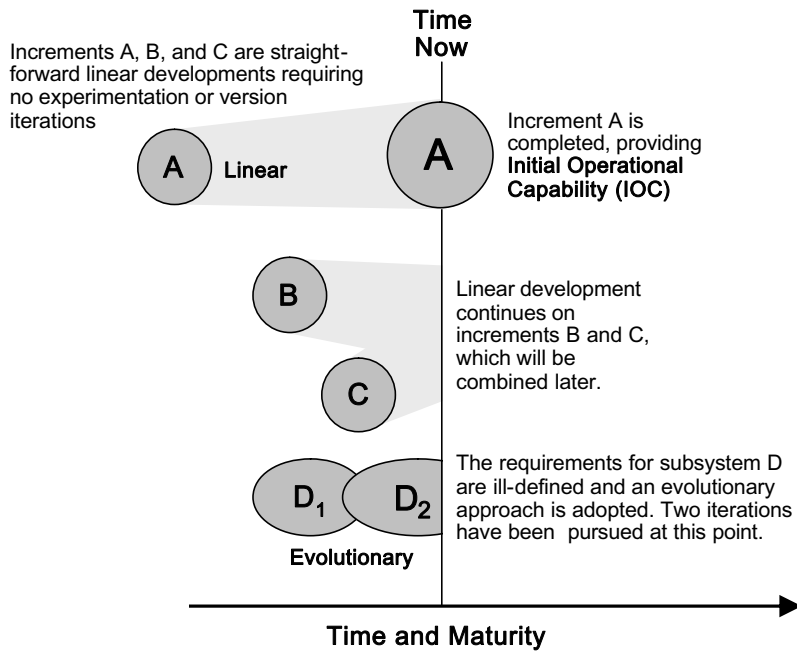 Time
Now
Increments A, B, and C are straight-
forward linear developments requiring
no experimentation or version
iterations
A
Linear
A
Increment A is
completed, providing
Initial Operational
Capability (IOC)
B
Linear development
continues on
increments B and C,
which will be
combined later.
C
D1
D2
The requirements for subsystem D
are ill-defined and an evolutionary
approach is adopted. Two iterations
have been pursued at this point.
Evolutionary
Time and Maturity